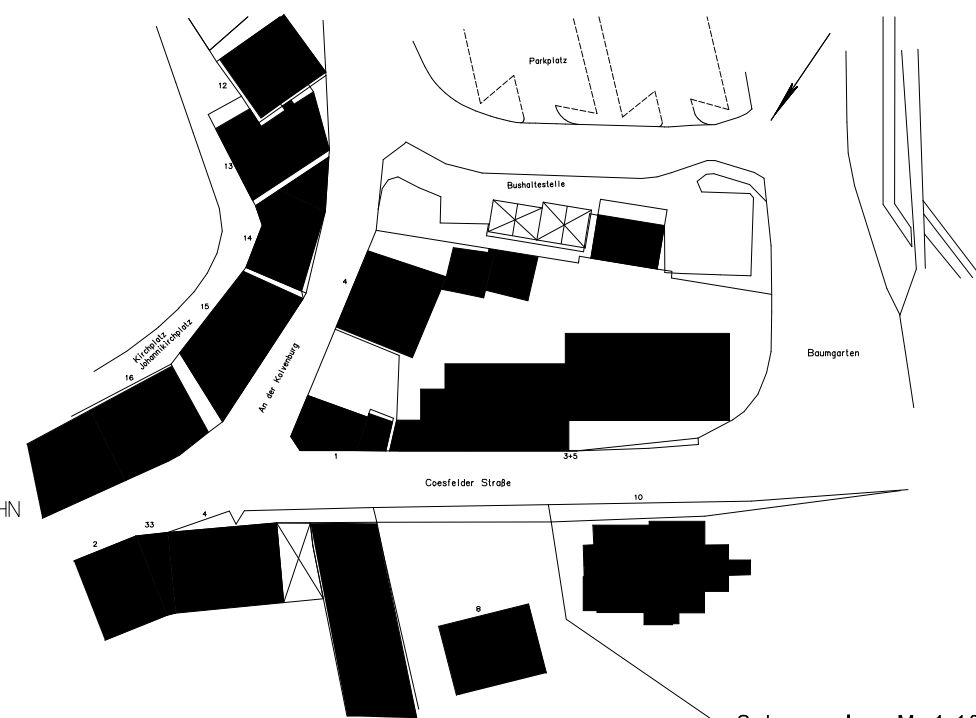 Parkplatz
12
Bushaltestelle
13
14
4
15
Kirchplatz
Johannikirchplatz
An der Kolvenburg
Baumgarten
16
1
3+5
Coesfelder Straße
10
HN
4
33
2
8